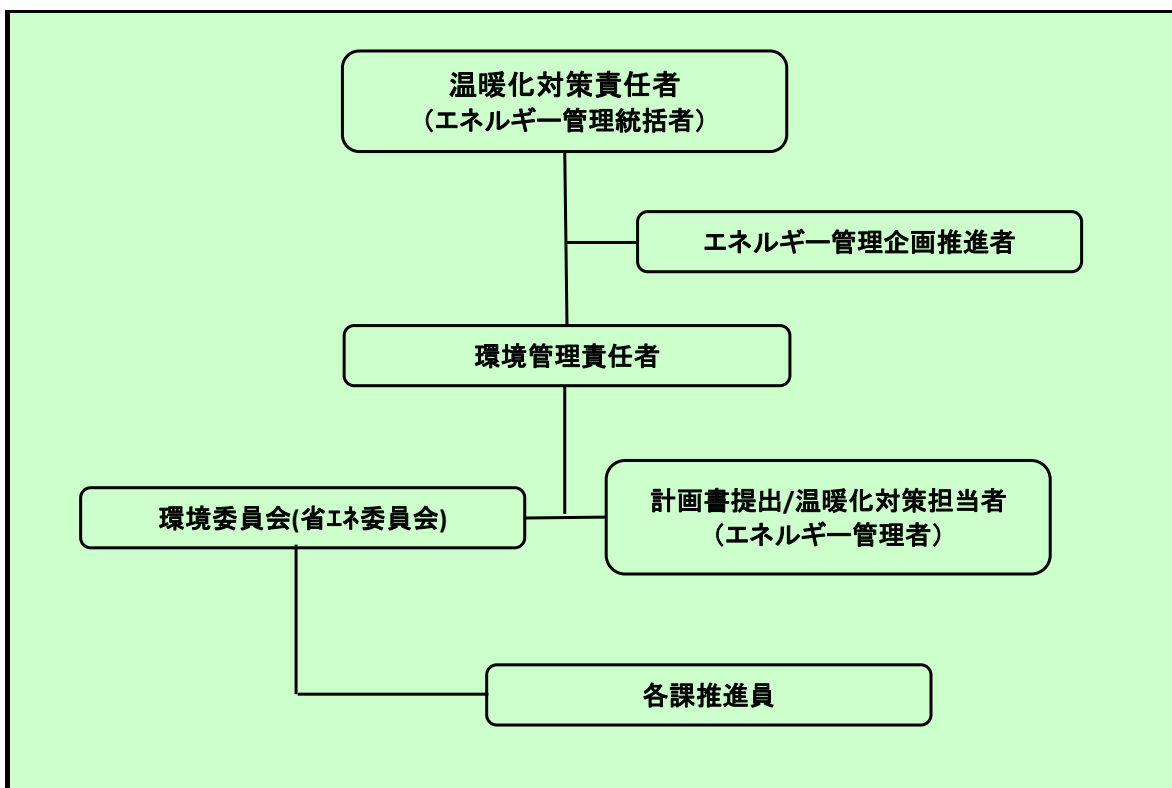 温暖化対策責任者
（エネルギー管理統括者）
エネルギー管理企画推進者
環境管理責任者
環境委員会(省ｴﾈ委員会)
計画書提出/温暖化対策担当者
（エネルギー管理者）
各課推進員